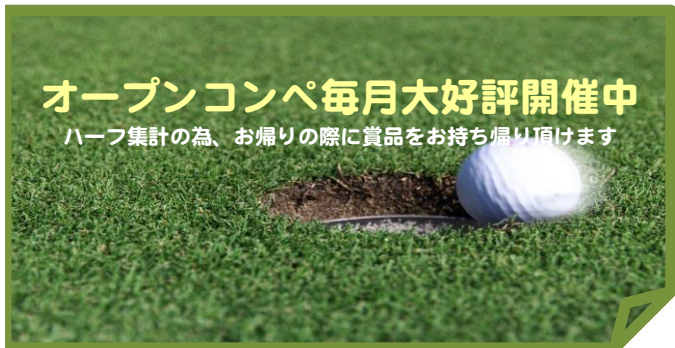 オープンコンペ毎月大好評開催中
ハーフ集計の為、お帰りの際に賞品をお持ち帰り頂けます